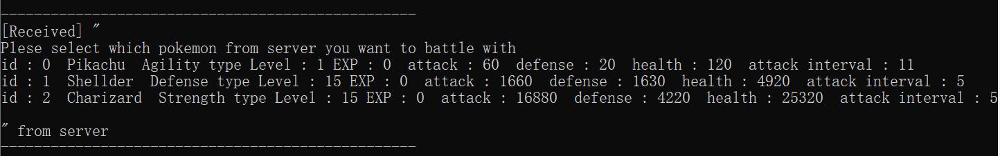 --------------------------------------------------
[Received] "
Plese select which pokemon from server you want to battle with
id : 0  Pikachu  Agility type Level : 1 EXP : 0  attack : 60  defense : 20  health : 120  attack interval : 11
id : 1  Shellder  Defense type Level : 15 EXP : 0  attack : 1660  defense : 1630  health : 4920  attack interval : 5
id : 2  Charizard  Strength type Level : 15 EXP : 0  attack : 16880  defense : 4220  health : 25320  attack interval : 5
" from server
--------------------------------------------------